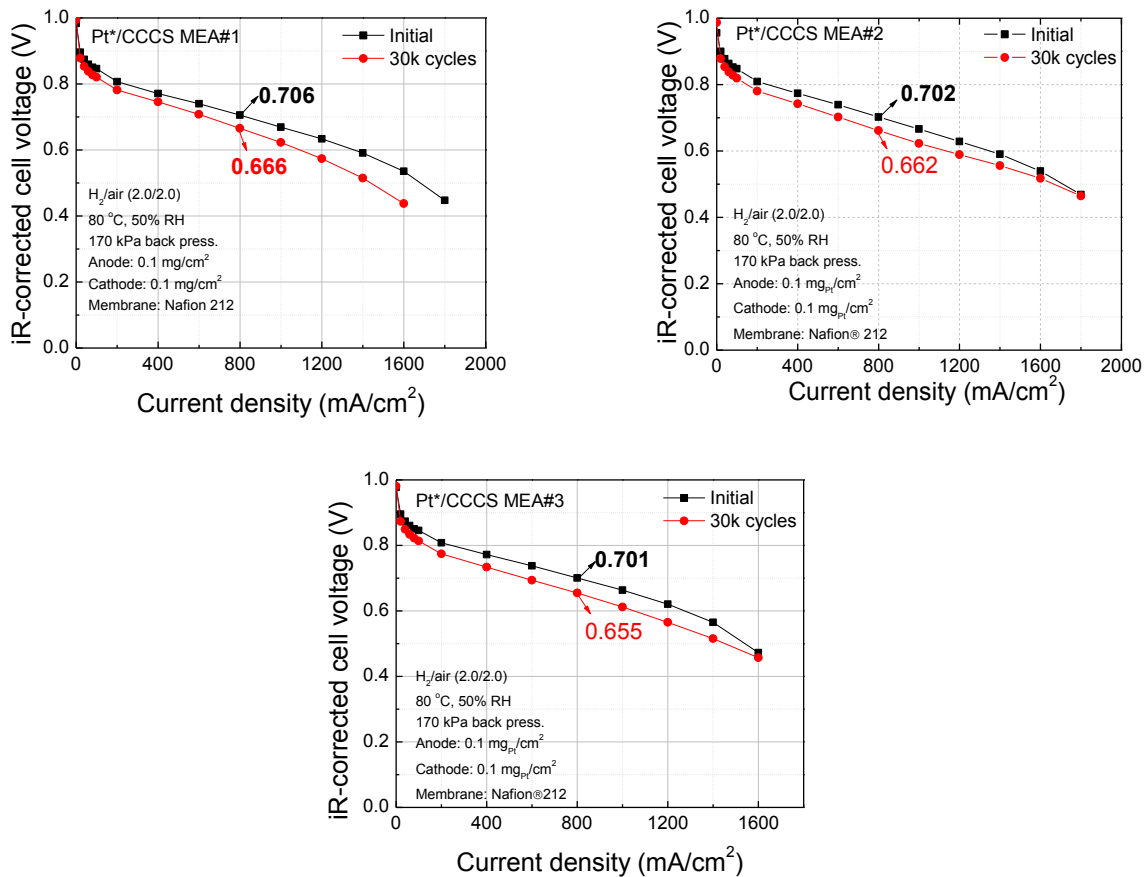 Pt*/CCCS MEA#1
Initial
30k cycles
0.706
0.666
H2/air (2.0/2.0)
80 °C, 50% RH
170 kPa back press.
Anode: 0.1 mg/cm²
Cathode: 0.1 mg/cm²
Membrane: Nafion 212
iR-corrected cell voltage (V)
1.0
0.8
0.6
0.4
0.2
0.0
0 400 800 1200 1600 2000
Current density (mA/cm²)
Pt*/CCCS MEA#2
Initial
30k cycles
0.702
0.662
H2/air (2.0/2.0)
80 °C, 50% RH
170 kPa back press.
Anode: 0.1 mgPt/cm²
Cathode: 0.1 mgPt/cm²
Membrane: Nafion® 212
iR-corrected cell voltage (V)
1.0
0.8
0.6
0.4
0.2
0.0
0 400 800 1200 1600 2000
Current density (mA/cm²)
Pt*/CCCS MEA#3
Initial
30k cycles
0.701
0.655
H2/air (2.0/2.0)
80 °C, 50% RH
170 kPa back press.
Anode: 0.1 mgPt/cm²
Cathode: 0.1 mgPt/cm²
Membrane: Nafion®212
iR-corrected cell voltage (V)
1.0
0.8
0.6
0.4
0.2
0.0
0 400 800 1200 1600
Current density (mA/cm²)